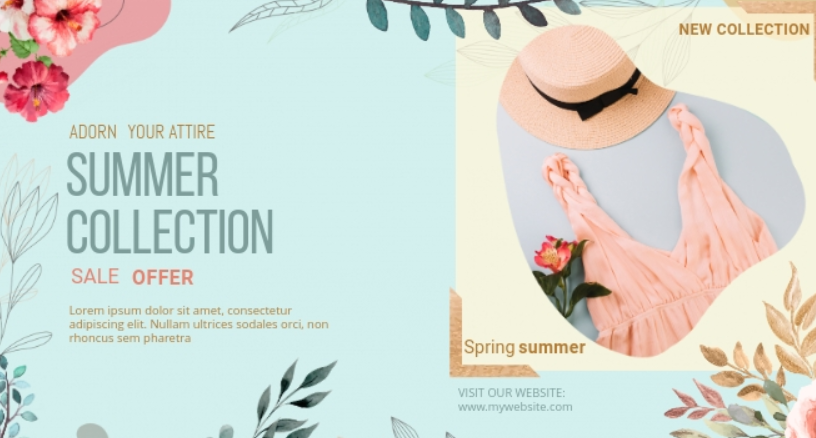 ADORN YOUR ATTIRE
SUMMER
COLLECTION
SALE OFFER
Lorem ipsum dolor sit amet, consectetur
adipiscing elit. Nullam ultrices sodales orci, non
rhoncus sem pharetra
NEW COLLECTION
Spring summer
VISIT OUR WEBSITE:
www.mywebsite.com